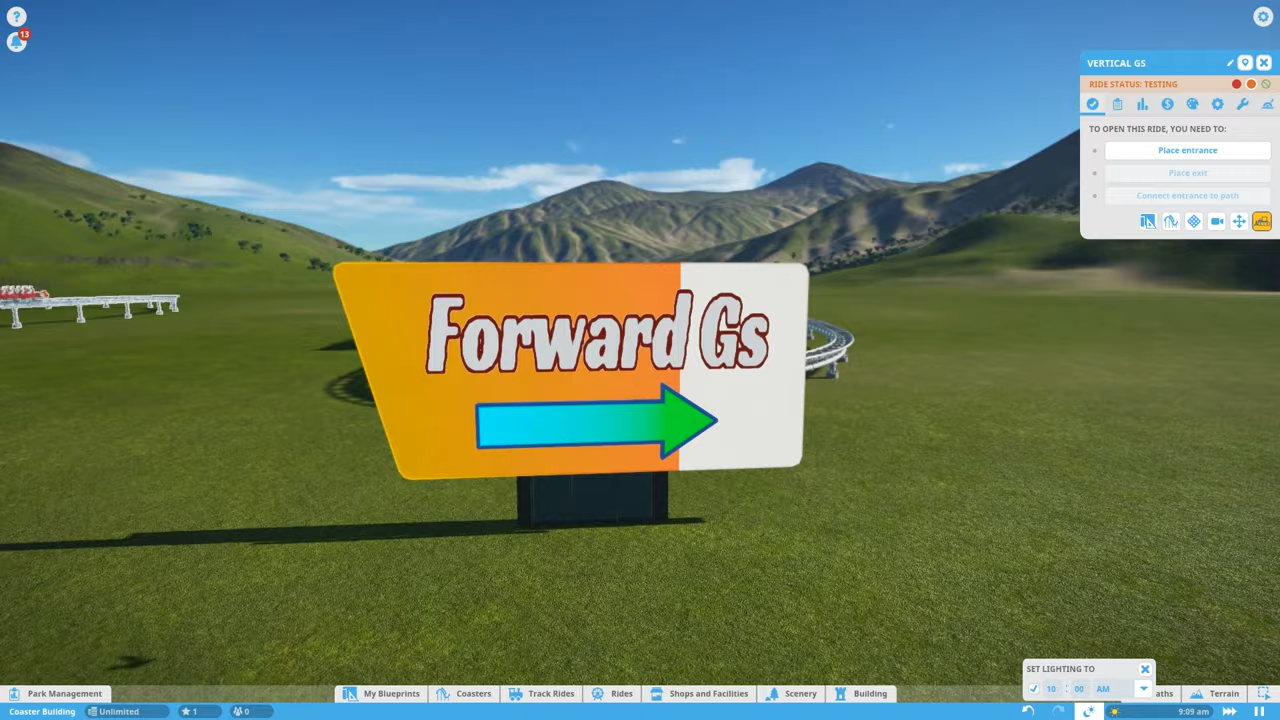 ?
13
VERTICAL GS
RIDE STATUS: TESTING
TO OPEN THIS RIDE, YOU NEED TO:
Place entrance
Place exit
Connect entrance to path
Forward Gs
SET LIGHTING TO
10 : 00 AM
Park Management
My Blueprints
Coasters
Track Rides
Rides
Shops and Facilities
Scenery
Building
aths
Terrain
Coaster Building
Unlimited
1
0
9:09 am